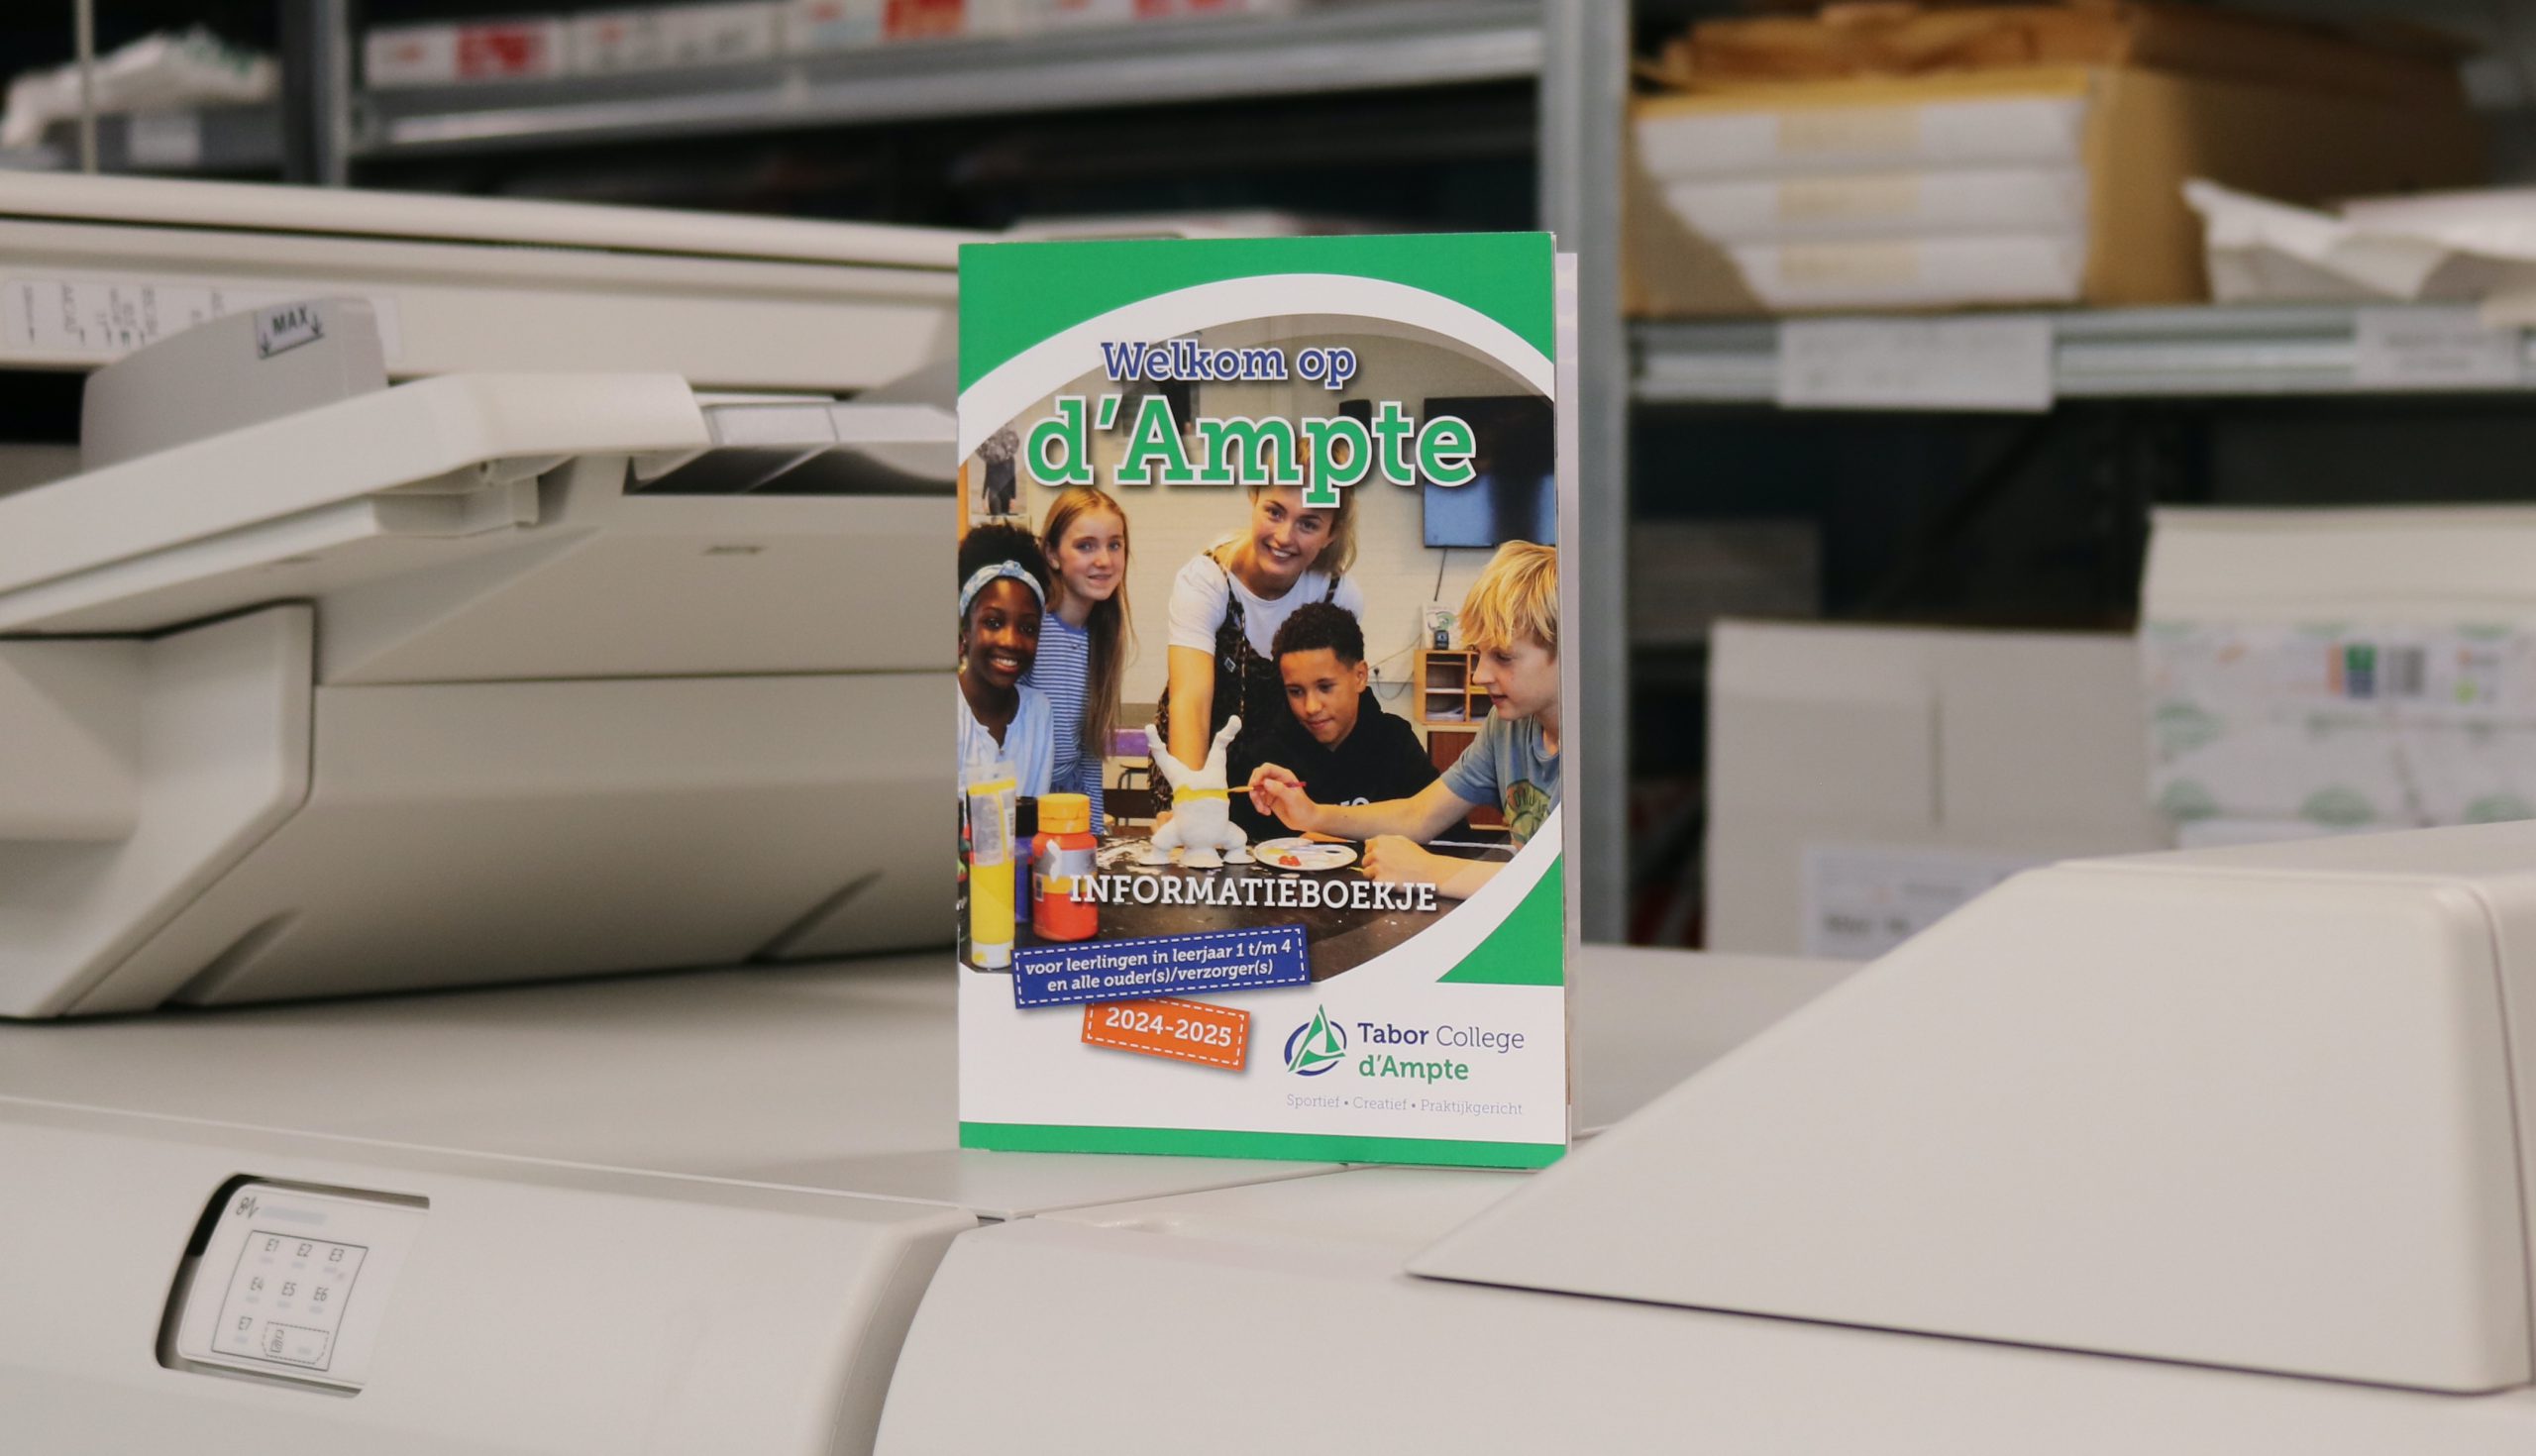 MAX
Welkom op
d'Ampte
INFORMATIEBOEKJE
voor leerlingen in leerjaar 1 t/m 4
en alle ouder(s)/verzorger(s)
2024-2025
Tabor College
d'Ampte
Sportief • Creatief • Praktijkgericht
E1 E2 E3
E4 E5 E6
E7